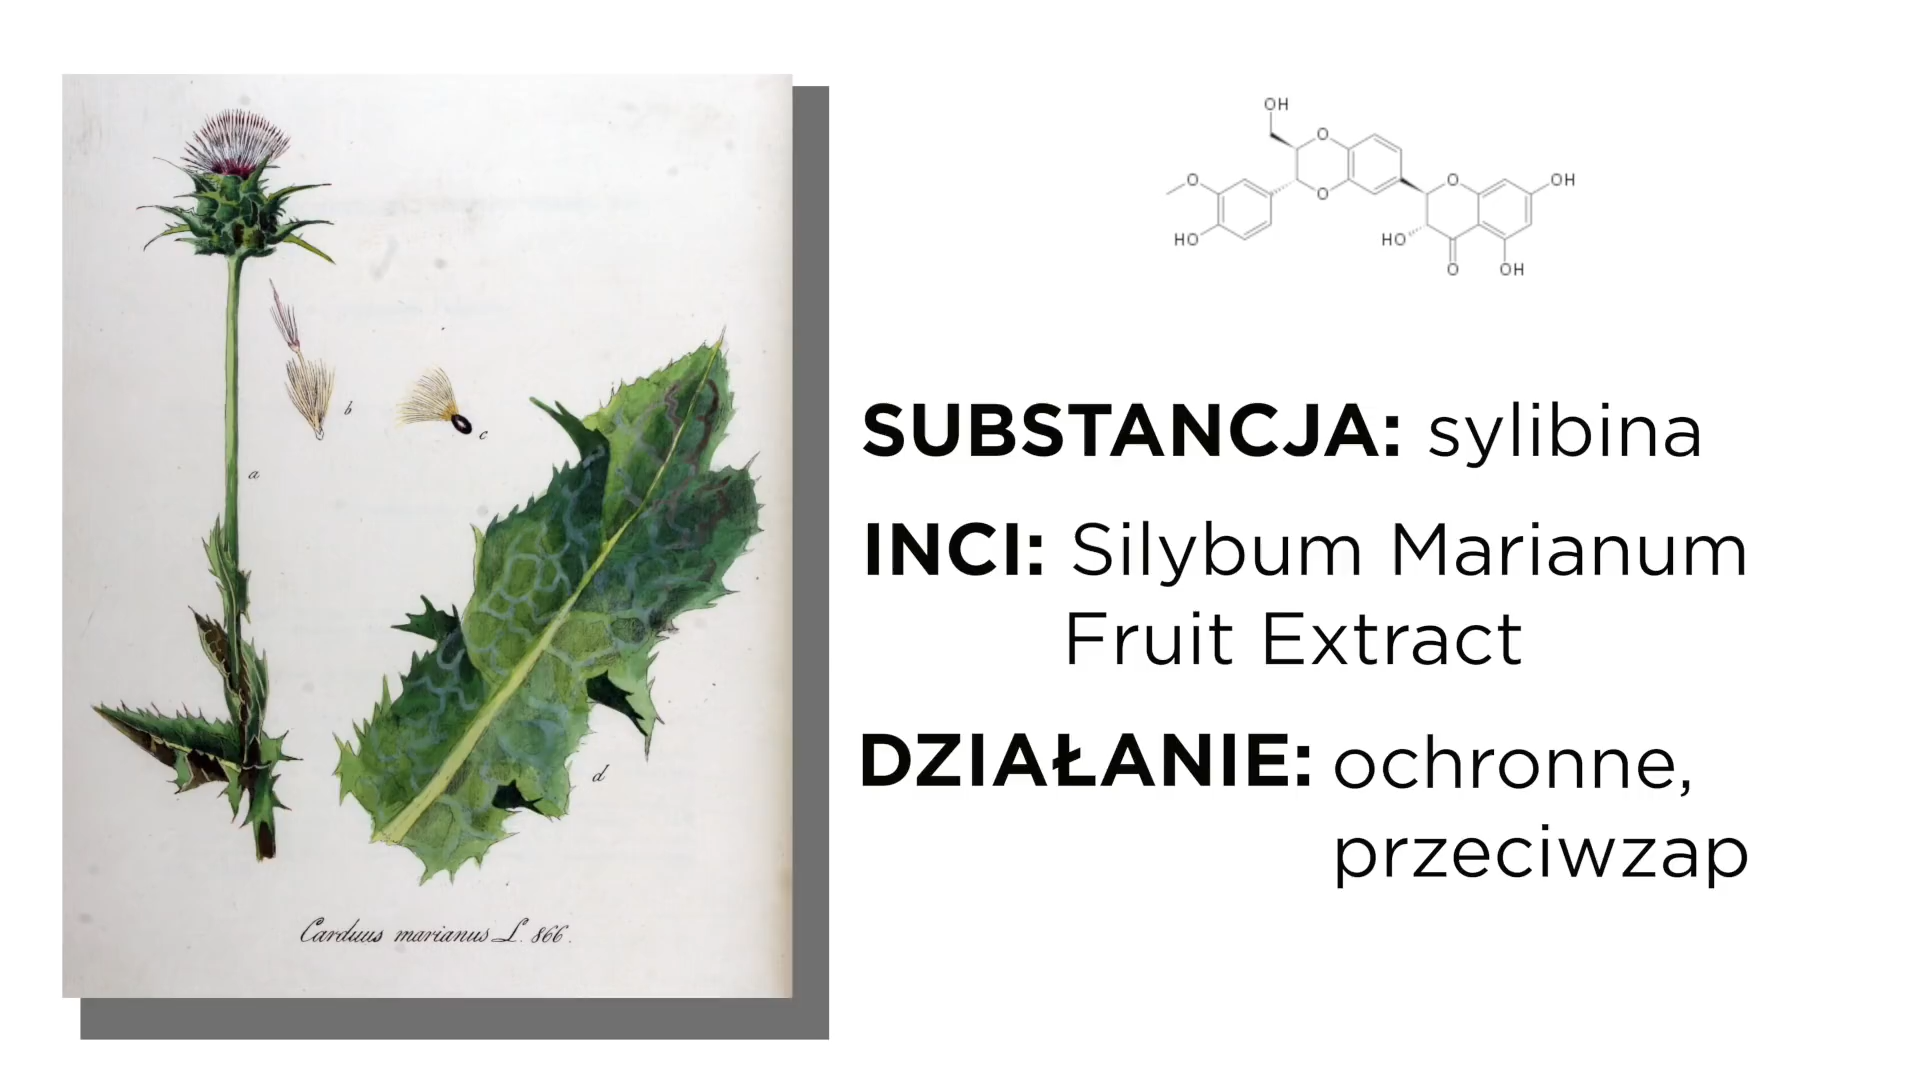 OH
O
O
OH
O
O
HO
HO
O
OH
b
c
a
SUBSTANCJA: sylibina
INCI: Silybum Marianum
Fruit Extract
DZIAŁANIE: ochronne,
przeciwzap
d
Carduus marianus L. 866.